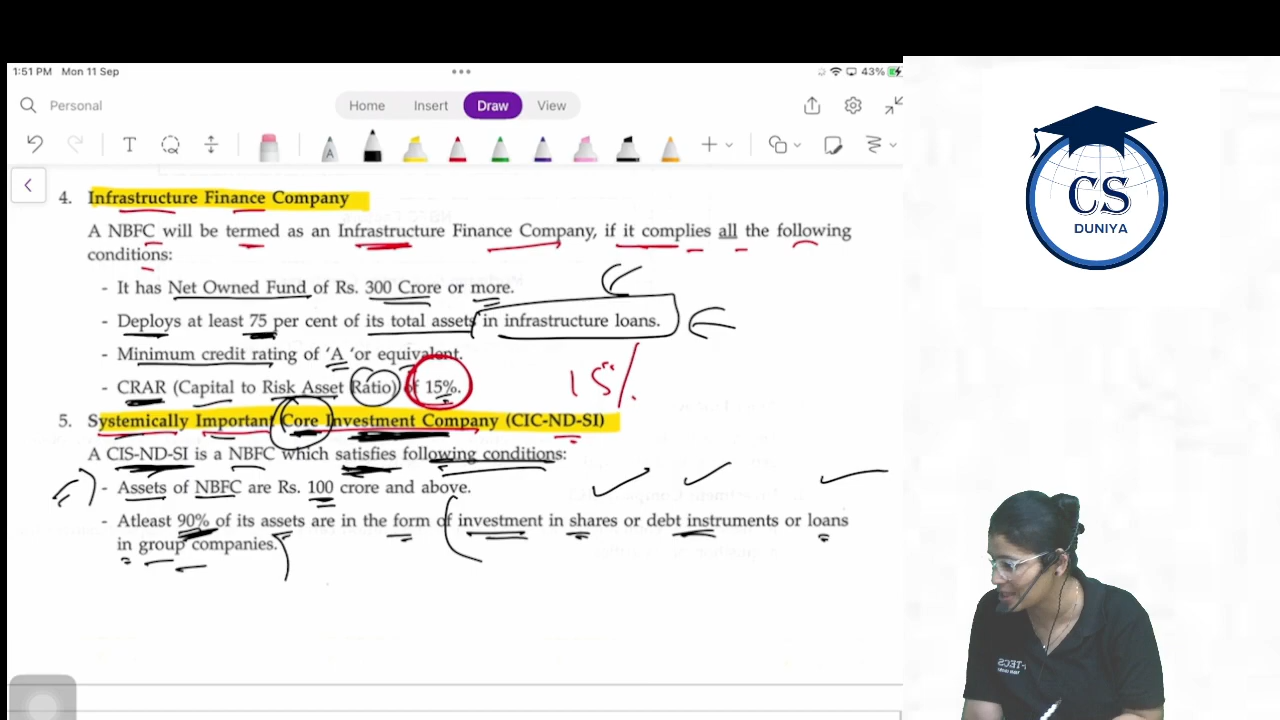 1:51 PM Mon 11 Sep
43%
Personal
Home Insert Draw View
4. Infrastructure Finance Company
A NBFC will be termed as an Infrastructure Finance Company, if it complies all the following
conditions:
- It has Net Owned Fund of Rs. 300 Crore or more.
- Deploys at least 75 per cent of its total assets in infrastructure loans.
- Minimum credit rating of 'A 'or equivalent.
- CRAR (Capital to Risk Asset Ratio) of 15%.
15%
5. Systemically Important Core Investment Company (CIC-ND-SI)
A CIS-ND-SI is a NBFC which satisfies following conditions:
- Assets of NBFC are Rs. 100 crore and above.
- Atleast 90% of its assets are in the form of investment in shares or debt instruments or loans
in group companies.
CS
DUNIYA